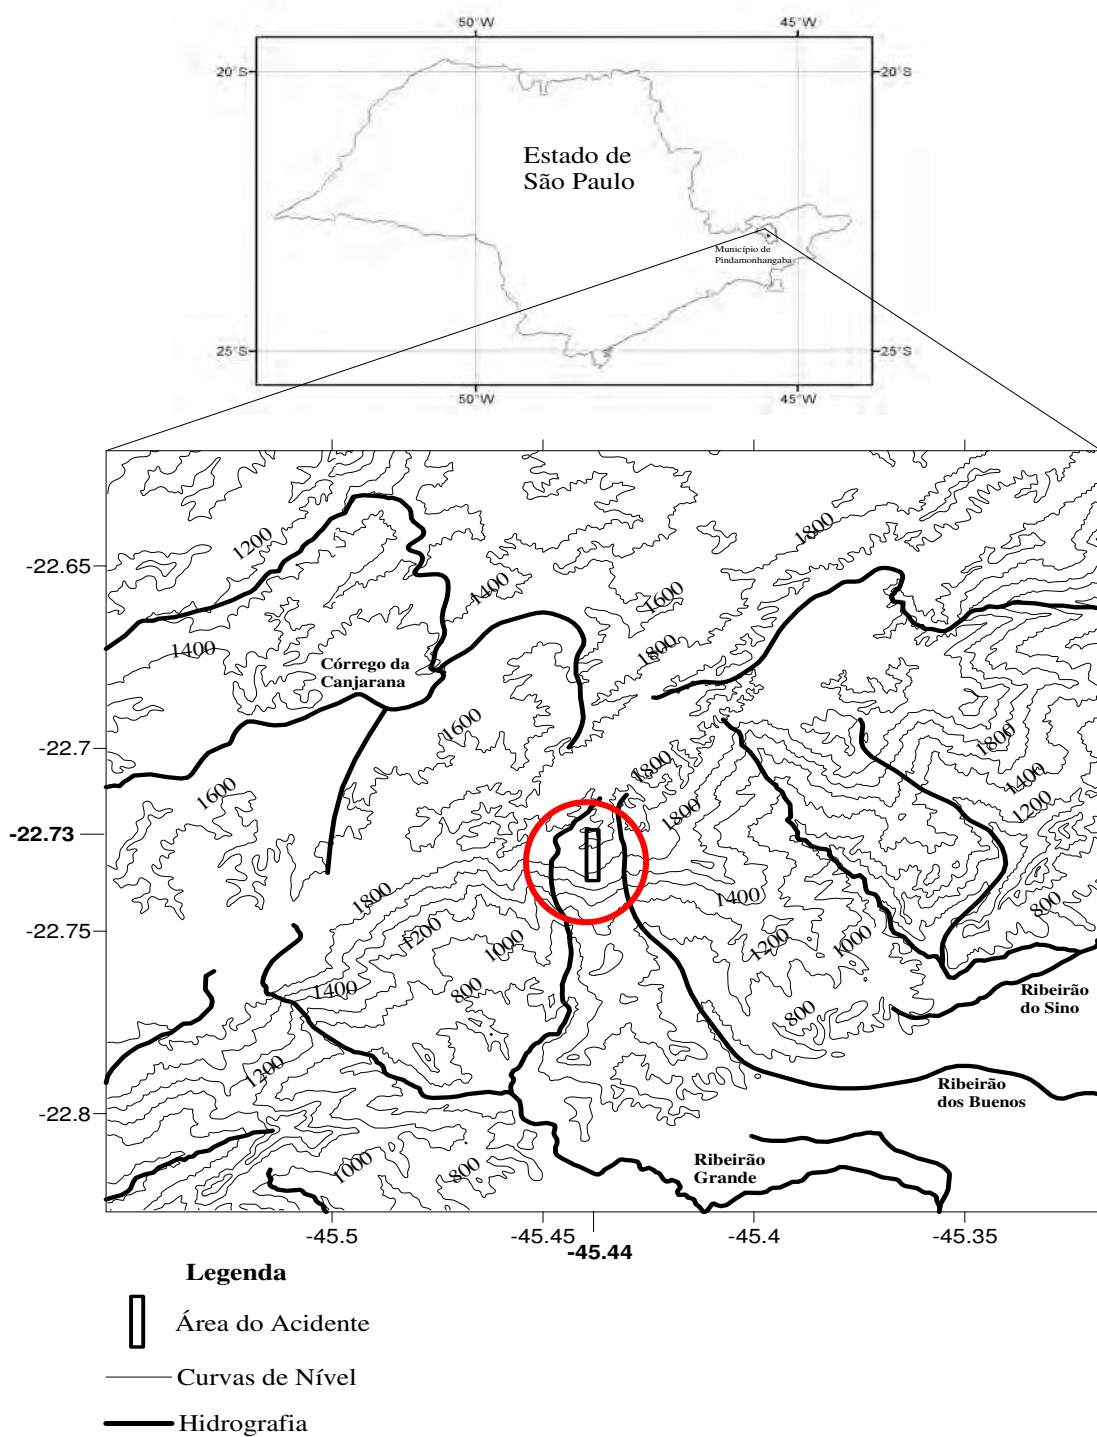 50°W
45°W
20°S
20°S
Estado de
São Paulo
Município de
Pindamonhangaba
25°S
25°S
50°W
45°W
1200
1800
-22.65
1400
1600
1400
1800
Córrego da
Canjarana
1600
1800
-22.7
1800
1400
1600
1200
1800
-22.73
1800
1400
800
1200
1000
1200
1000
-22.75
1400
800
Ribeirão
do Sino
800
1200
Ribeirão
dos Buenos
-22.8
Ribeirão
Grande
1000
800
-45.5
-45.45
-45.4
-45.35
-45.44
Legenda
Área do Acidente
Curvas de Nível
Hidrografia